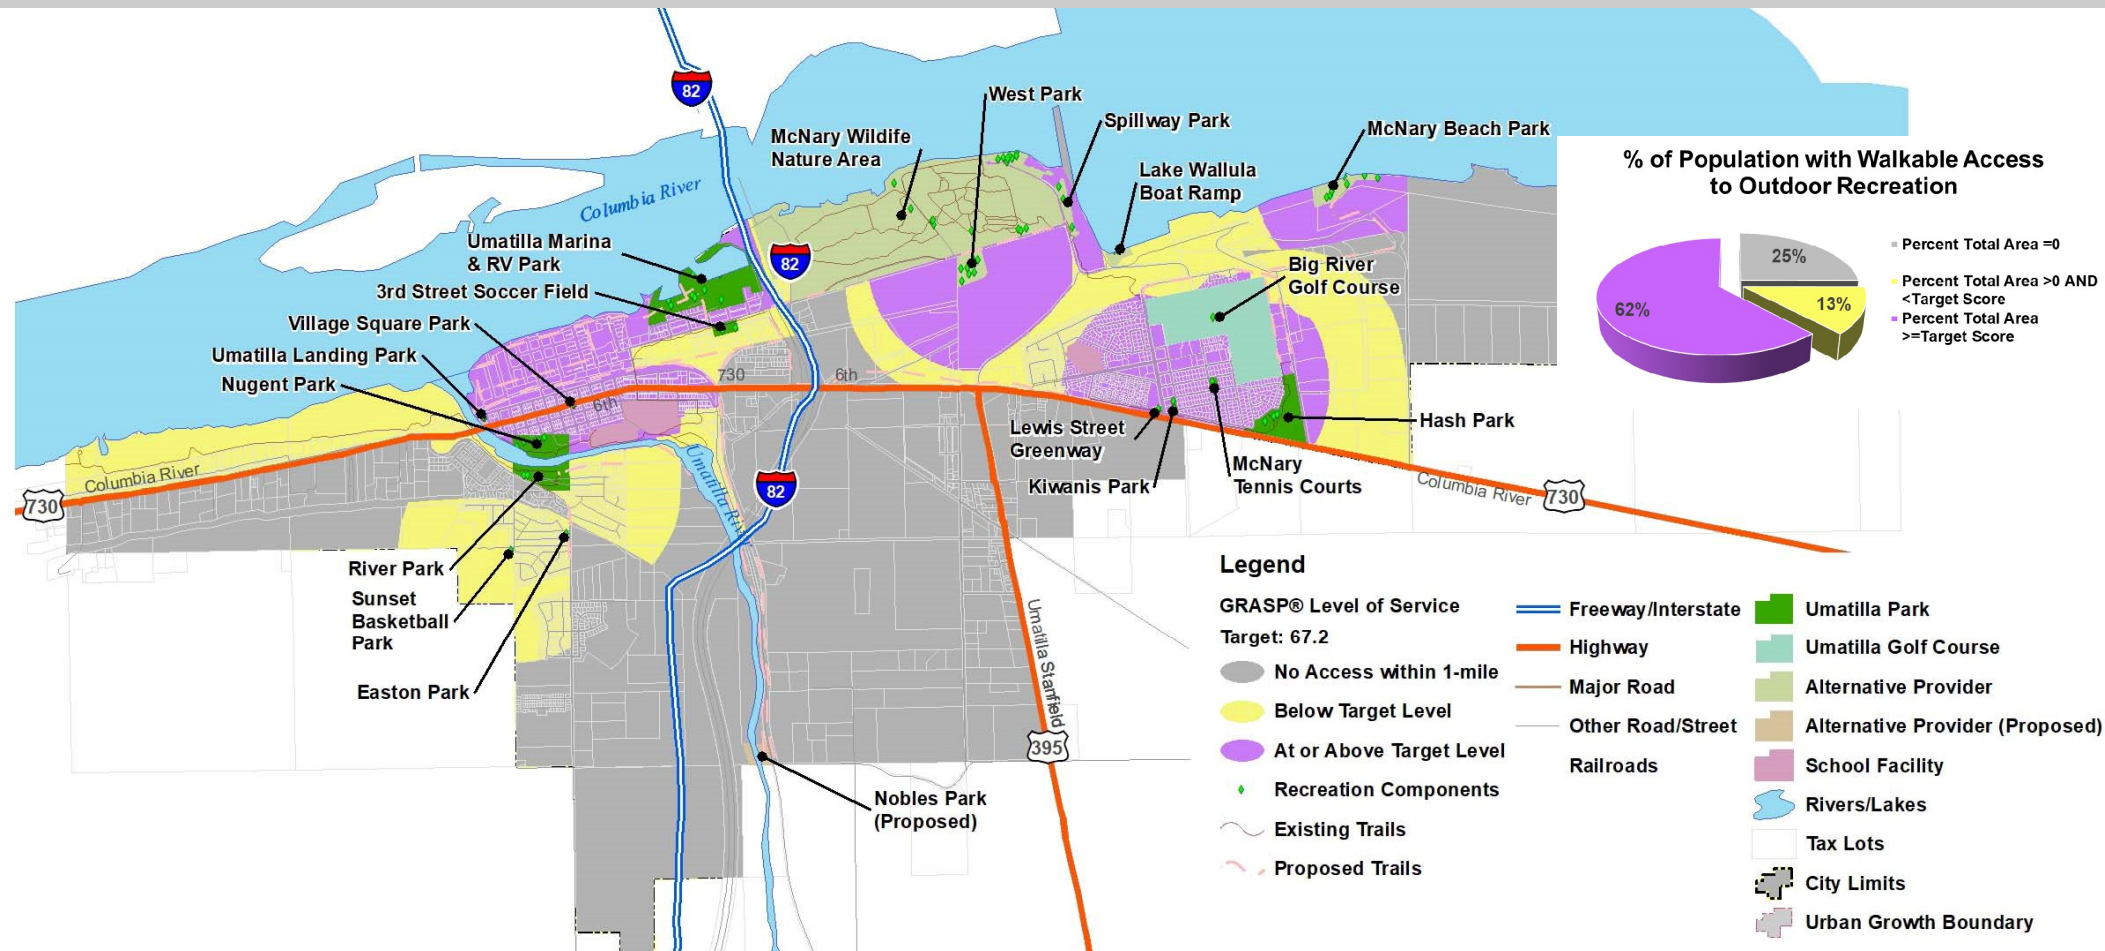 82
West Park
Spillway Park
McNary Beach Park
McNary Wildife
Nature Area
Lake Wallula
Boat Ramp
% of Population with Walkable Access
to Outdoor Recreation
Columbia River
Umatilla Marina
& RV Park
82
3rd Street Soccer Field
Big River
Golf Course
25%
13%
62%
Percent Total Area =0
Percent Total Area >0 AND
<Target Score
Percent Total Area
>=Target Score
Village Square Park
Umatilla Landing Park
Nugent Park
730
6th
6th
Lewis Street
Greenway
Hash Park
Kiwanis Park
McNary
Tennis Courts
Columbia River
730
Columbia River
730
82
Umatilla River
River Park
Sunset
Basketball
Park
Easton Park
Umatilla Stanfield
395
Nobles Park
(Proposed)
Legend
GRASP® Level of Service
Target: 67.2
No Access within 1-mile
Below Target Level
At or Above Target Level
Recreation Components
Existing Trails
Proposed Trails
Freeway/Interstate
Highway
Major Road
Other Road/Street
Railroads
Umatilla Park
Umatilla Golf Course
Alternative Provider
Alternative Provider (Proposed)
School Facility
Rivers/Lakes
Tax Lots
City Limits
Urban Growth Boundary